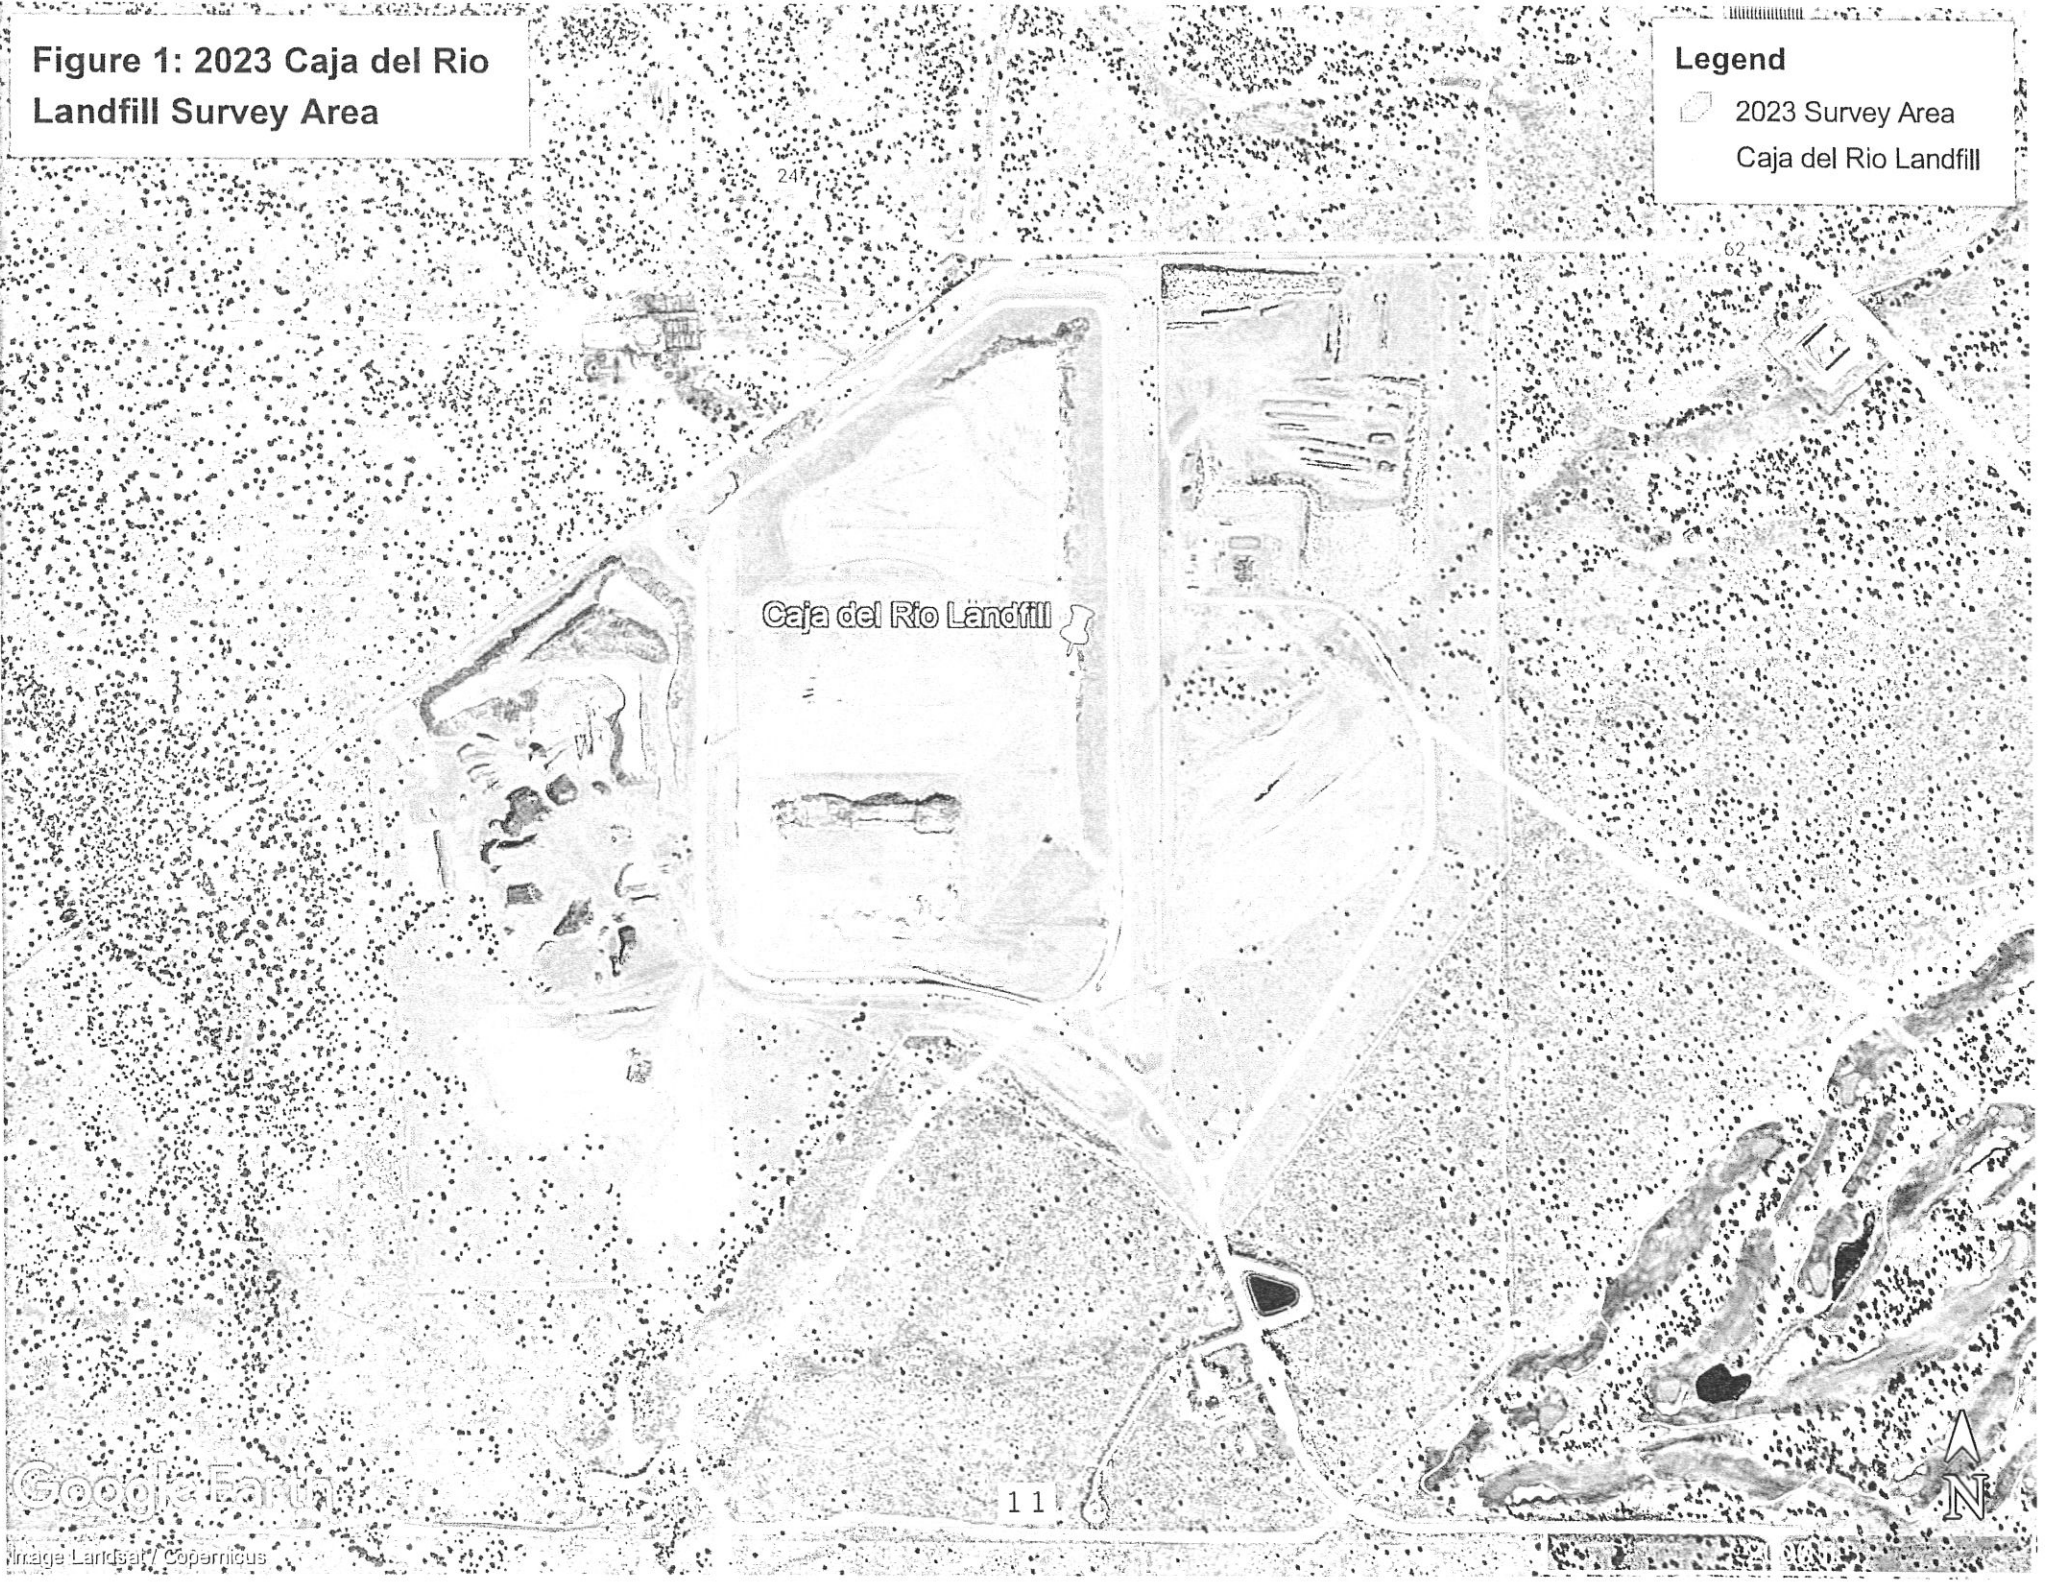 Figure 1: 2023 Caja del Rio
Landfill Survey Area
Legend
2023 Survey Area
Caja del Rio Landfill
24
62
Caja del Rio Landfill
11
Google Earth
Image Landsat / Copernicus
N